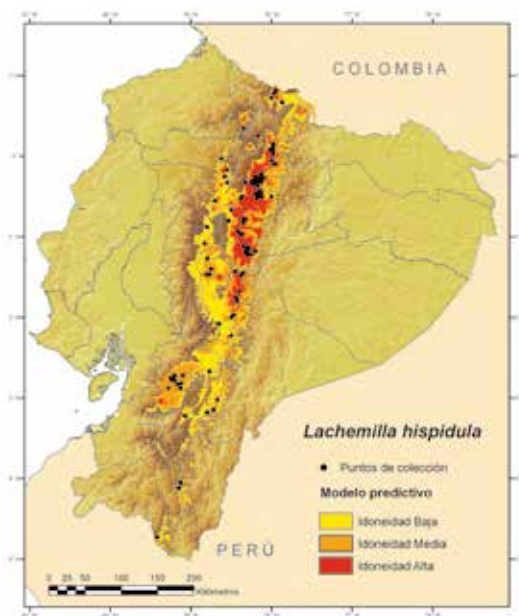 COLOMBIA
Lachemilla hispidula
Puntos de colección
Modelo predictivo
Idoneidad Baja
Idoneidad Media
Idoneidad Alta
PERÚ
0 25 50 100 150 200
Kilómetros